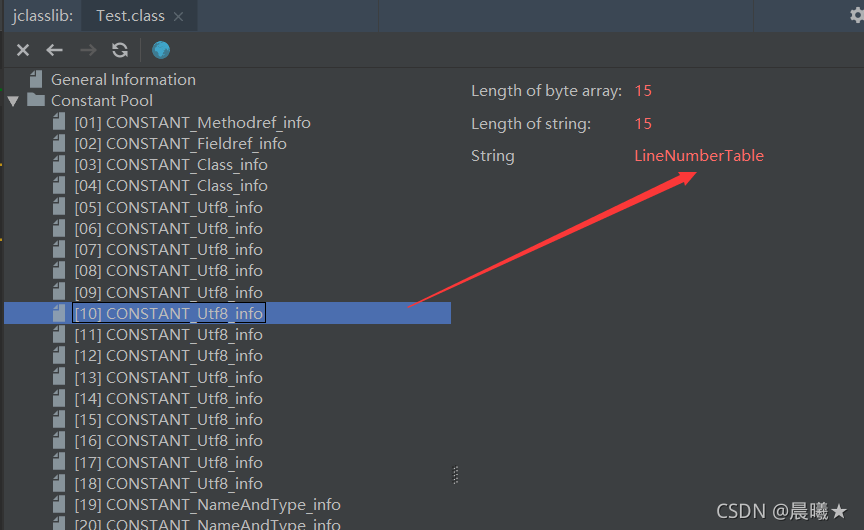 jclasslib:
Test.class
General Information
Constant Pool
[01] CONSTANT_Methodref_info
[02] CONSTANT_Fieldref_info
[03] CONSTANT_Class_info
[04] CONSTANT_Class_info
[05] CONSTANT_Utf8_info
[06] CONSTANT_Utf8_info
[07] CONSTANT_Utf8_info
[08] CONSTANT_Utf8_info
[09] CONSTANT_Utf8_info
[10] CONSTANT_Utf8_info
[11] CONSTANT_Utf8_info
[12] CONSTANT_Utf8_info
[13] CONSTANT_Utf8_info
[14] CONSTANT_Utf8_info
[15] CONSTANT_Utf8_info
[16] CONSTANT_Utf8_info
[17] CONSTANT_Utf8_info
[18] CONSTANT_Utf8_info
[19] CONSTANT_NameAndType_info
[20] CONSTANT_NameAndType_info
Length of byte array: 15
Length of string: 15
String LineNumberTable
CSDN @晨曦★